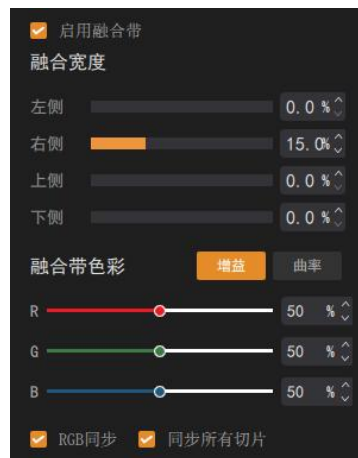 启用融合带
融合宽度
左侧 0.0 %
右侧 15.0%
上侧 0.0 %
下侧 0.0 %
融合带色彩 增益 曲率
R 50 %
G 50 %
B 50 %
RGB同步 同步所有切片